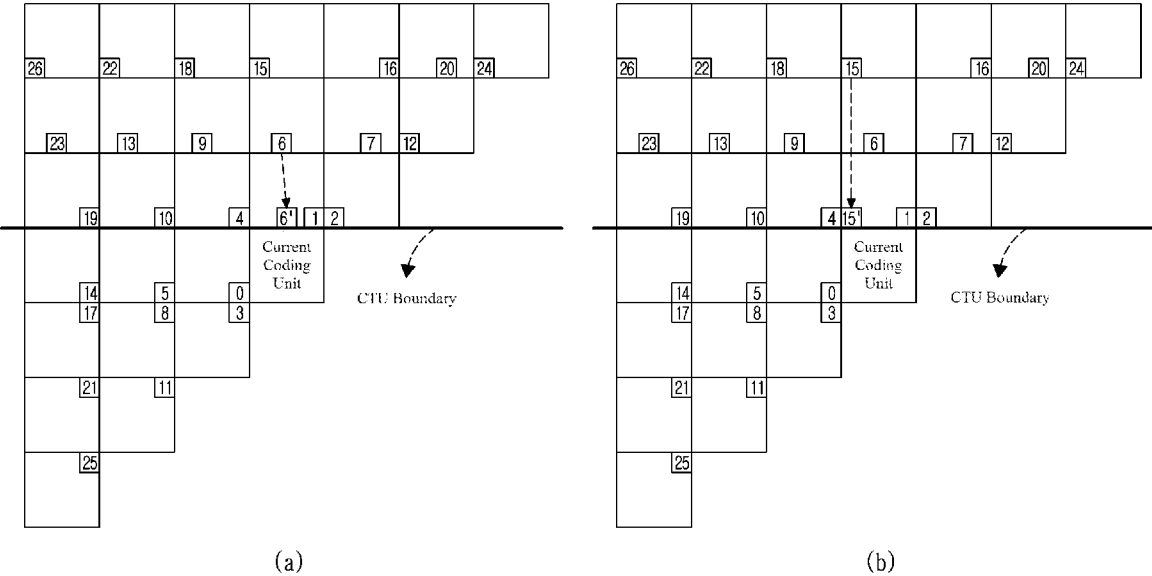 26 22 18 15 16 20 24
23 13 9 6 7 12
19 10 4 6' 1 2
Current
Coding
Unit
14 5 0
CTU Boundary
17 8 3
21 11
25
(a)
26 22 18 15 16 20 24
23 13 9 6 7 12
19 10 4 15' 1 2
Current
Coding
Unit
14 5 0
CTU Boundary
17 8 3
21 11
25
(b)